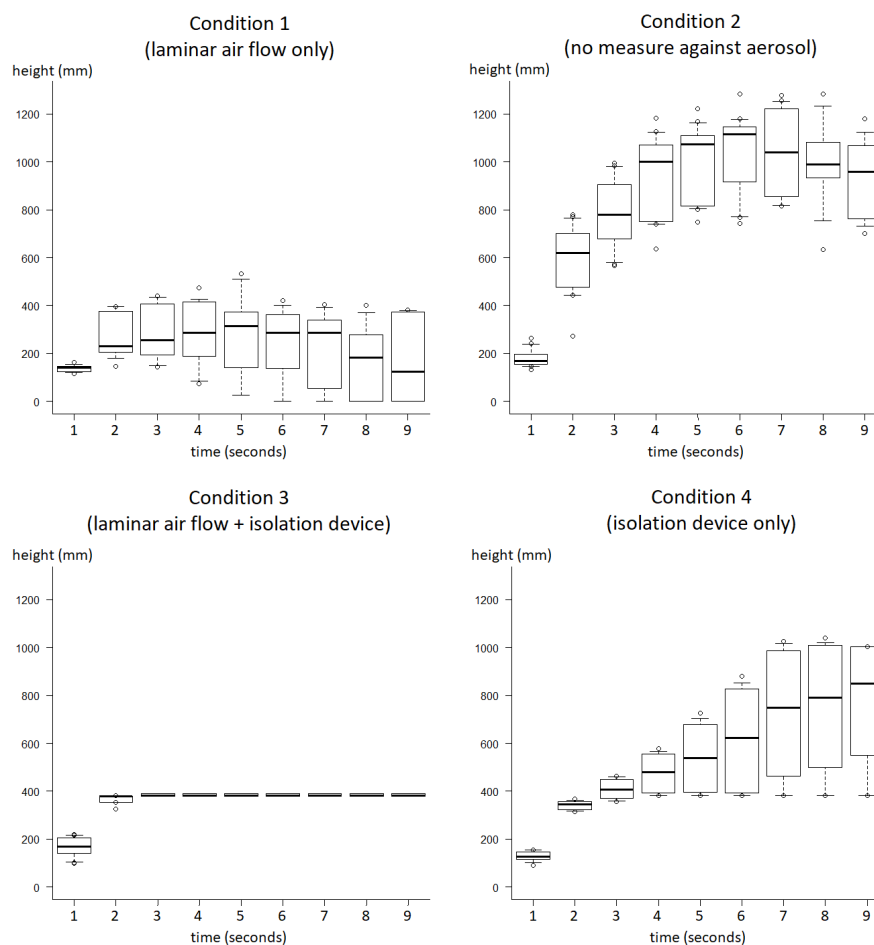 Condition 1
(laminar air flow only)
height (mm)
1200
1000
800
600
400
200
0
1 2 3 4 5 6 7 8 9
time (seconds)
Condition 2
(no measure against aerosol)
height (mm)
1200
1000
800
600
400
200
0
1 2 3 4 5 6 7 8 9
time (seconds)
Condition 3
(laminar air flow + isolation device)
height (mm)
1200
1000
800
600
400
200
0
1 2 3 4 5 6 7 8 9
time (seconds)
Condition 4
(isolation device only)
height (mm)
1200
1000
800
600
400
200
0
1 2 3 4 5 6 7 8 9
time (seconds)